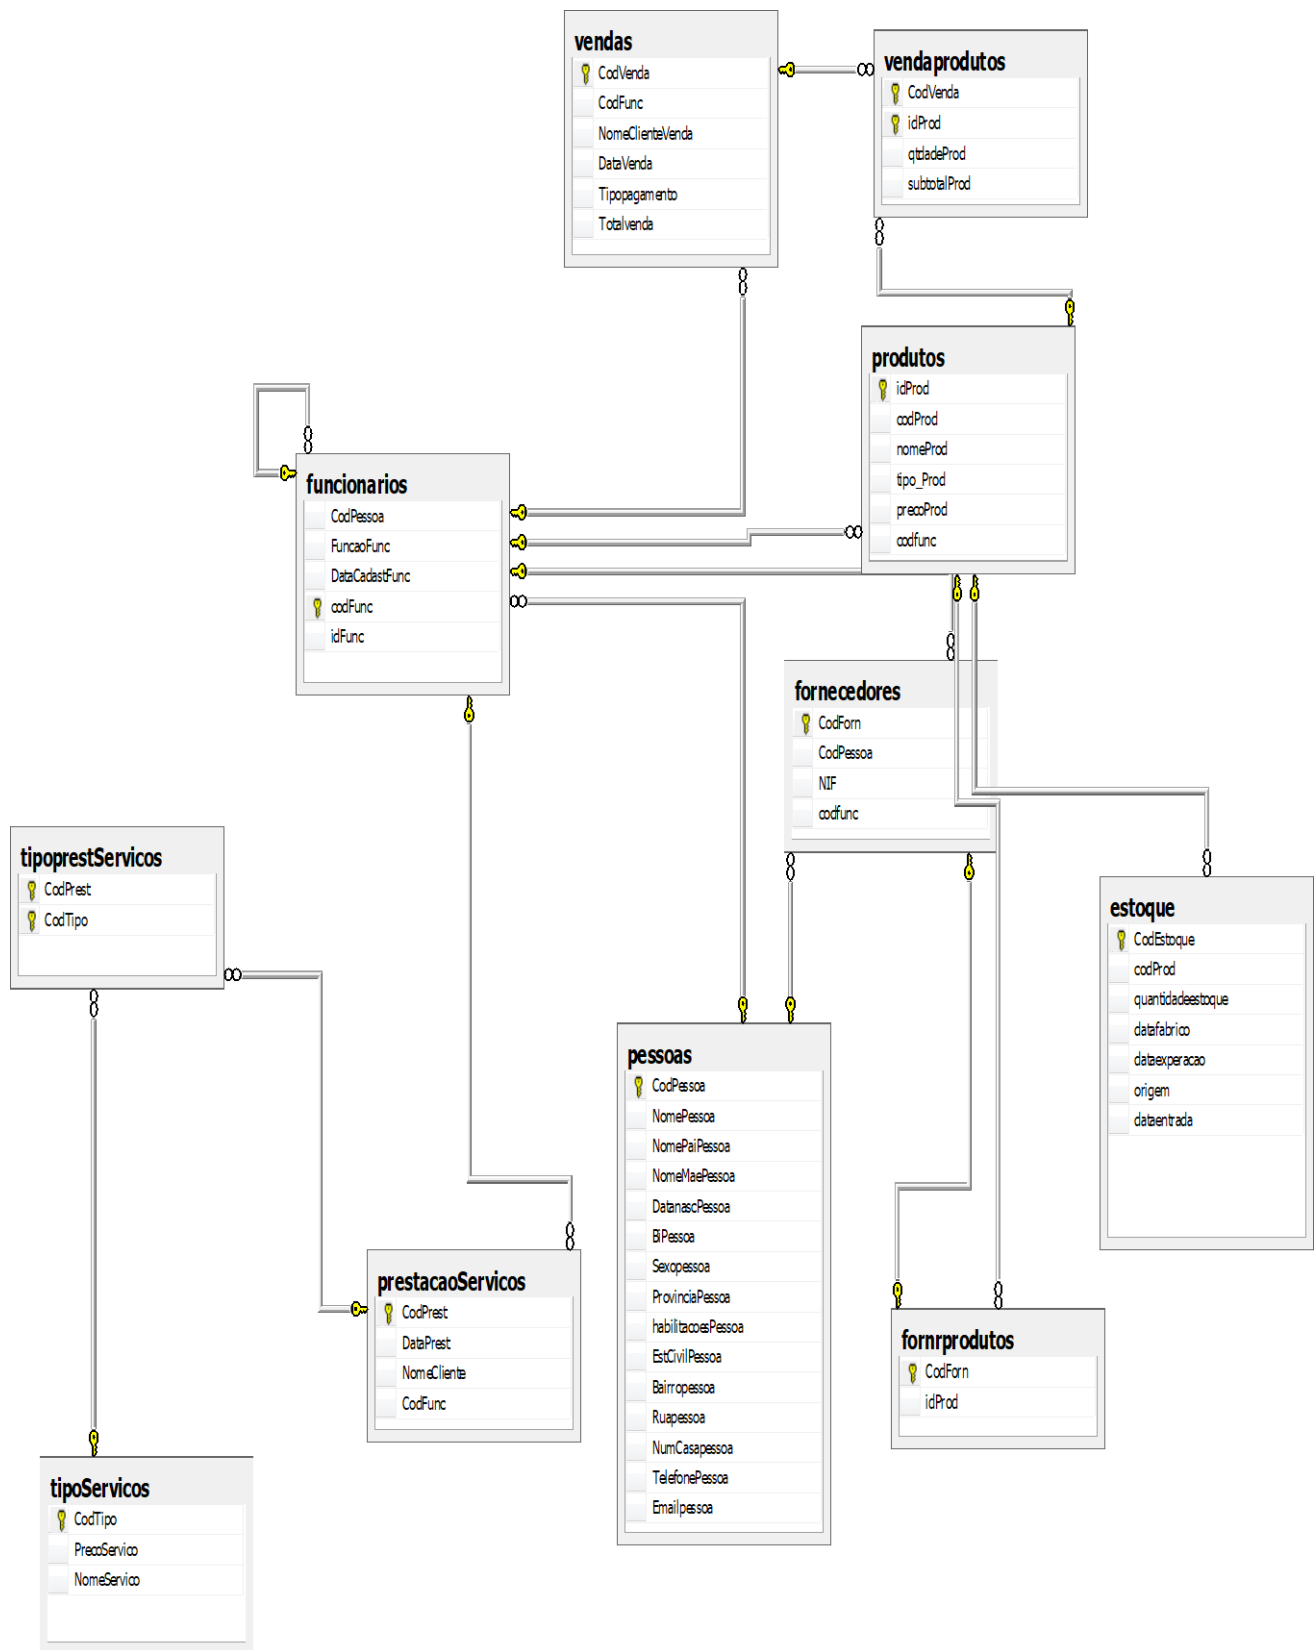 vendas
CodVenda
CodFunc
NomeClienteVenda
DataVenda
Tipopagamento
Totalvenda
vendaprodutos
CodVenda
idProd
qtdadeProd
subtotalProd
produtos
idProd
codProd
nomeProd
tipo_Prod
precoProd
codfunc
funcionarios
CodPessoa
FuncaoFunc
DataCadastFunc
codFunc
idFunc
fornecedores
CodForn
CodPessoa
NIF
codfunc
tipoprestServicos
CodPrest
CodTipo
estoque
CodEstoque
codProd
quantidadeestoque
datafabrico
dataexperacao
origem
dataentrada
pessoas
CodPessoa
NomePessoa
NomePaiPessoa
NomeMaePessoa
DatanascPessoa
BiPessoa
Sexopessoa
ProvinciaPessoa
habilitacoesPessoa
EstCivilPessoa
Bairropessoa
Ruapessoa
NumCasapessoa
TelefonePessoa
Emailpessoa
prestacaoServicos
CodPrest
DataPrest
NomeCliente
CodFunc
fornrprodutos
CodForn
idProd
tipoServicos
CodTipo
PrecoServico
NomeServico